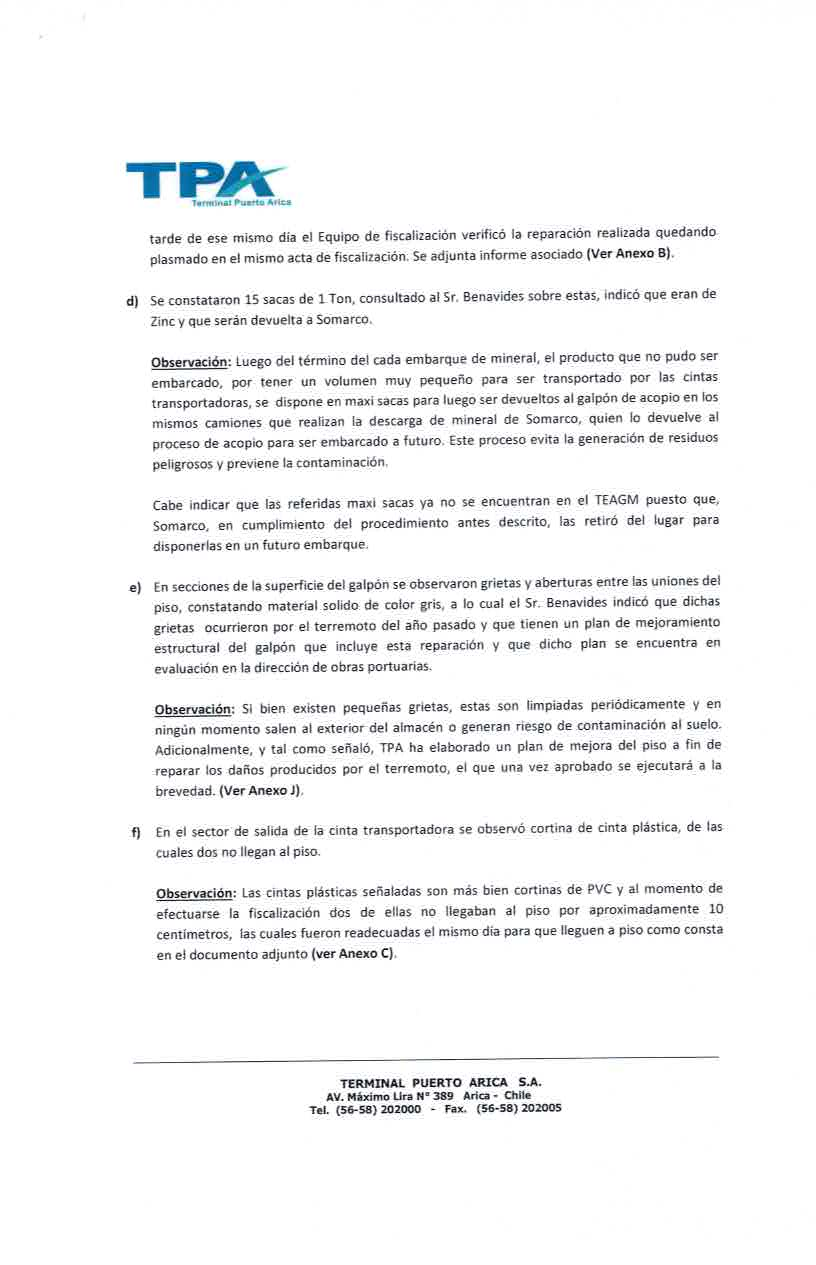 TPA
Terminal Puerto Arica
tarde de ese mismo día el Equipo de fiscalización verificó la reparación realizada quedando
plasmado en el mismo acta de fiscalización. Se adjunta informe asociado (Ver Anexo B).
d) Se constataron 15 sacas de 1 Ton, consultado al Sr. Benavides sobre estas, indicó que eran de
Zinc y que serán devuelta a Somarco.
Observación: Luego del término del cada embarque de mineral, el producto que no pudo ser
embarcado, por tener un volumen muy pequeño para ser transportado por las cintas
transportadoras, se dispone en maxi sacas para luego ser devueltos al galpón de acopio en los
mismos camiones que realizan la descarga de mineral de Somarco, quien lo devuelve al
proceso de acopio para ser embarcado a futuro. Este proceso evita la generación de residuos
peligrosos y previene la contaminación.
Cabe indicar que las referidas maxi sacas ya no se encuentran en el TEAGM puesto que,
Somarco, en cumplimiento del procedimiento antes descrito, las retiró del lugar para
disponerlas en un futuro embarque.
e) En secciones de la superficie del galpón se observaron grietas y aberturas entre las uniones del
piso, constatando material solido de color gris, a lo cual el Sr. Benavides indicó que dichas
grietas ocurrieron por el terremoto del año pasado y que tienen un plan de mejoramiento
estructural del galpón que incluye esta reparación y que dicho plan se encuentra en
evaluación en la dirección de obras portuarias.
Observación: Si bien existen pequeñas grietas, estas son limpiadas periódicamente y en
ningún momento salen al exterior del almacén o generan riesgo de contaminación al suelo.
Adicionalmente, y tal como señaló, TPA ha elaborado un plan de mejora del piso a fin de
reparar los daños producidos por el terremoto, el que una vez aprobado se ejecutará a la
brevedad. (Ver Anexo J).
f) En el sector de salida de la cinta transportadora se observó cortina de cinta plástica, de las
cuales dos no llegan al piso.
Observación: Las cintas plásticas señaladas son más bien cortinas de PVC y al momento de
efectuarse la fiscalización dos de ellas no llegaban al piso por aproximadamente 10
centímetros, las cuales fueron readecuadas el mismo día para que lleguen a piso como consta
en el documento adjunto (ver Anexo C).
TERMINAL PUERTO ARICA S.A.
AV. Máximo Lira N° 389 Arica - Chile
Tel. (56-58) 202000 - Fax. (56-58) 202005